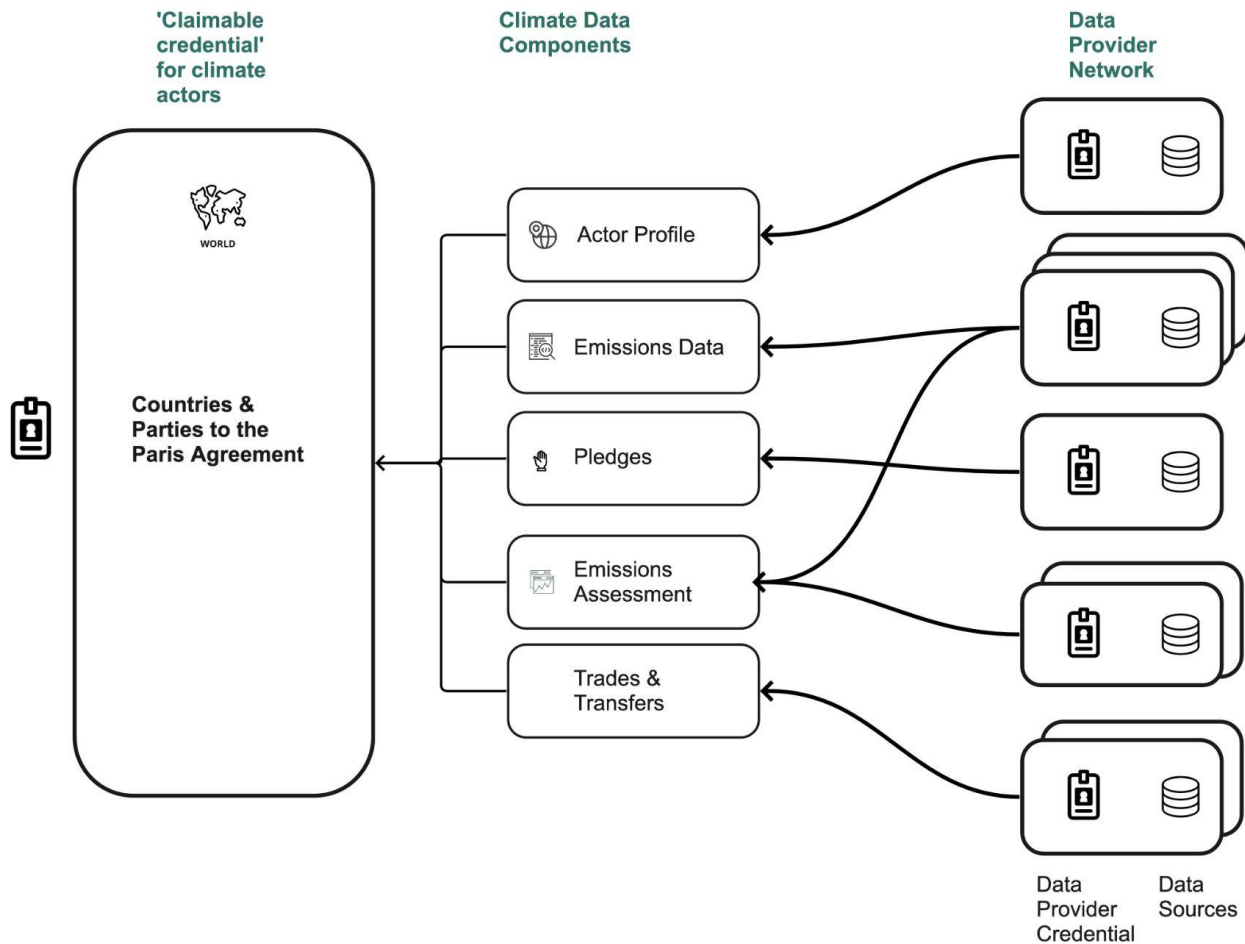 'Claimable
credential'
for climate
actors
Climate Data
Components
Data
Provider
Network
WORLD
Countries &
Parties to the
Paris Agreement
Actor Profile
Emissions Data
Pledges
Emissions
Assessment
Trades &
Transfers
Data
Provider
Credential
Data
Sources